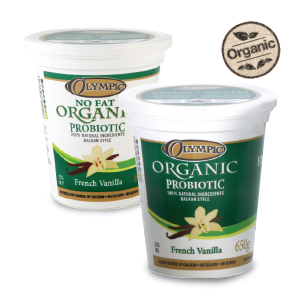 Organic
OLYMPIC
NO FAT
ORGANIC
PROBIOTIC
100% NATURAL INGREDIENTS
BALKAN STYLE
French Vanilla
OLYMPIC
ORGANIC
PROBIOTIC
100% NATURAL INGREDIENTS
BALKAN STYLE
French Vanilla
650g